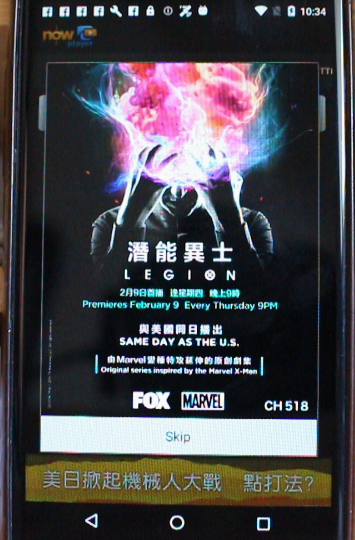 10:34
now
player
潛能異士
LEGION
2月9日首播 逢星期四 晚上9時
Premieres February 9 Every Thursday 9PM
與美國同日播出
SAME DAY AS THE U.S.
由Marvel變種特攻延伸的原創劇集
Original series inspired by the Marvel X-Men
FOX MARVEL CH 518
Skip
美日掀起機械人大戰 點打法?